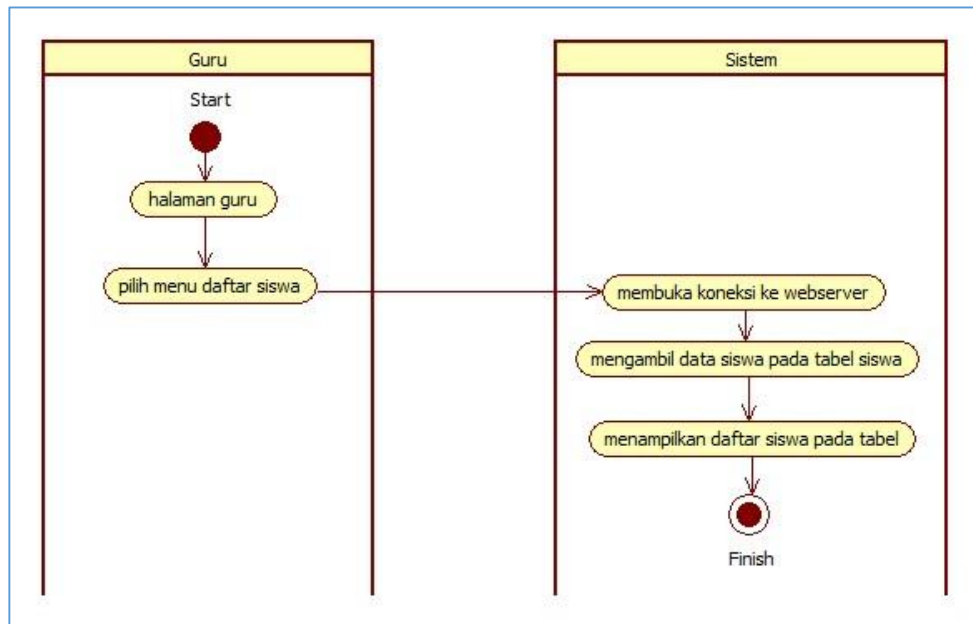 Guru
Sistem
Start
halaman guru
pilih menu daftar siswa
membuka koneksi ke webserver
mengambil data siswa pada tabel siswa
menampilkan daftar siswa pada tabel
Finish